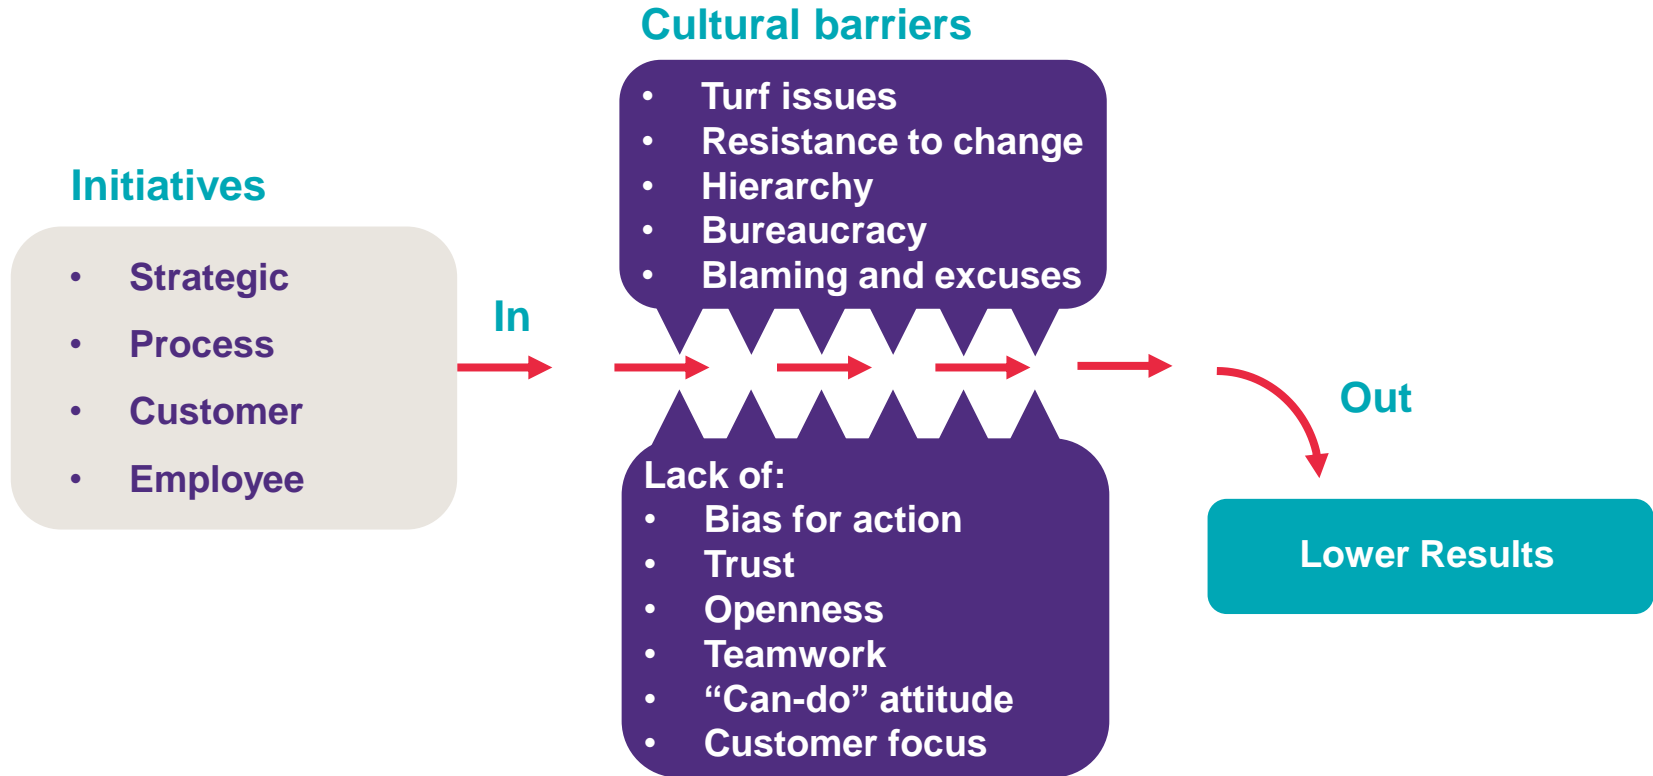 Cultural barriers
• Turf issues
• Resistance to change
• Hierarchy
• Bureaucracy
• Blaming and excuses
Initiatives
• Strategic
• Process
• Customer
• Employee
In
Lack of:
• Bias for action
• Trust
• Openness
• Teamwork
• “Can-do” attitude
• Customer focus
Out
Lower Results